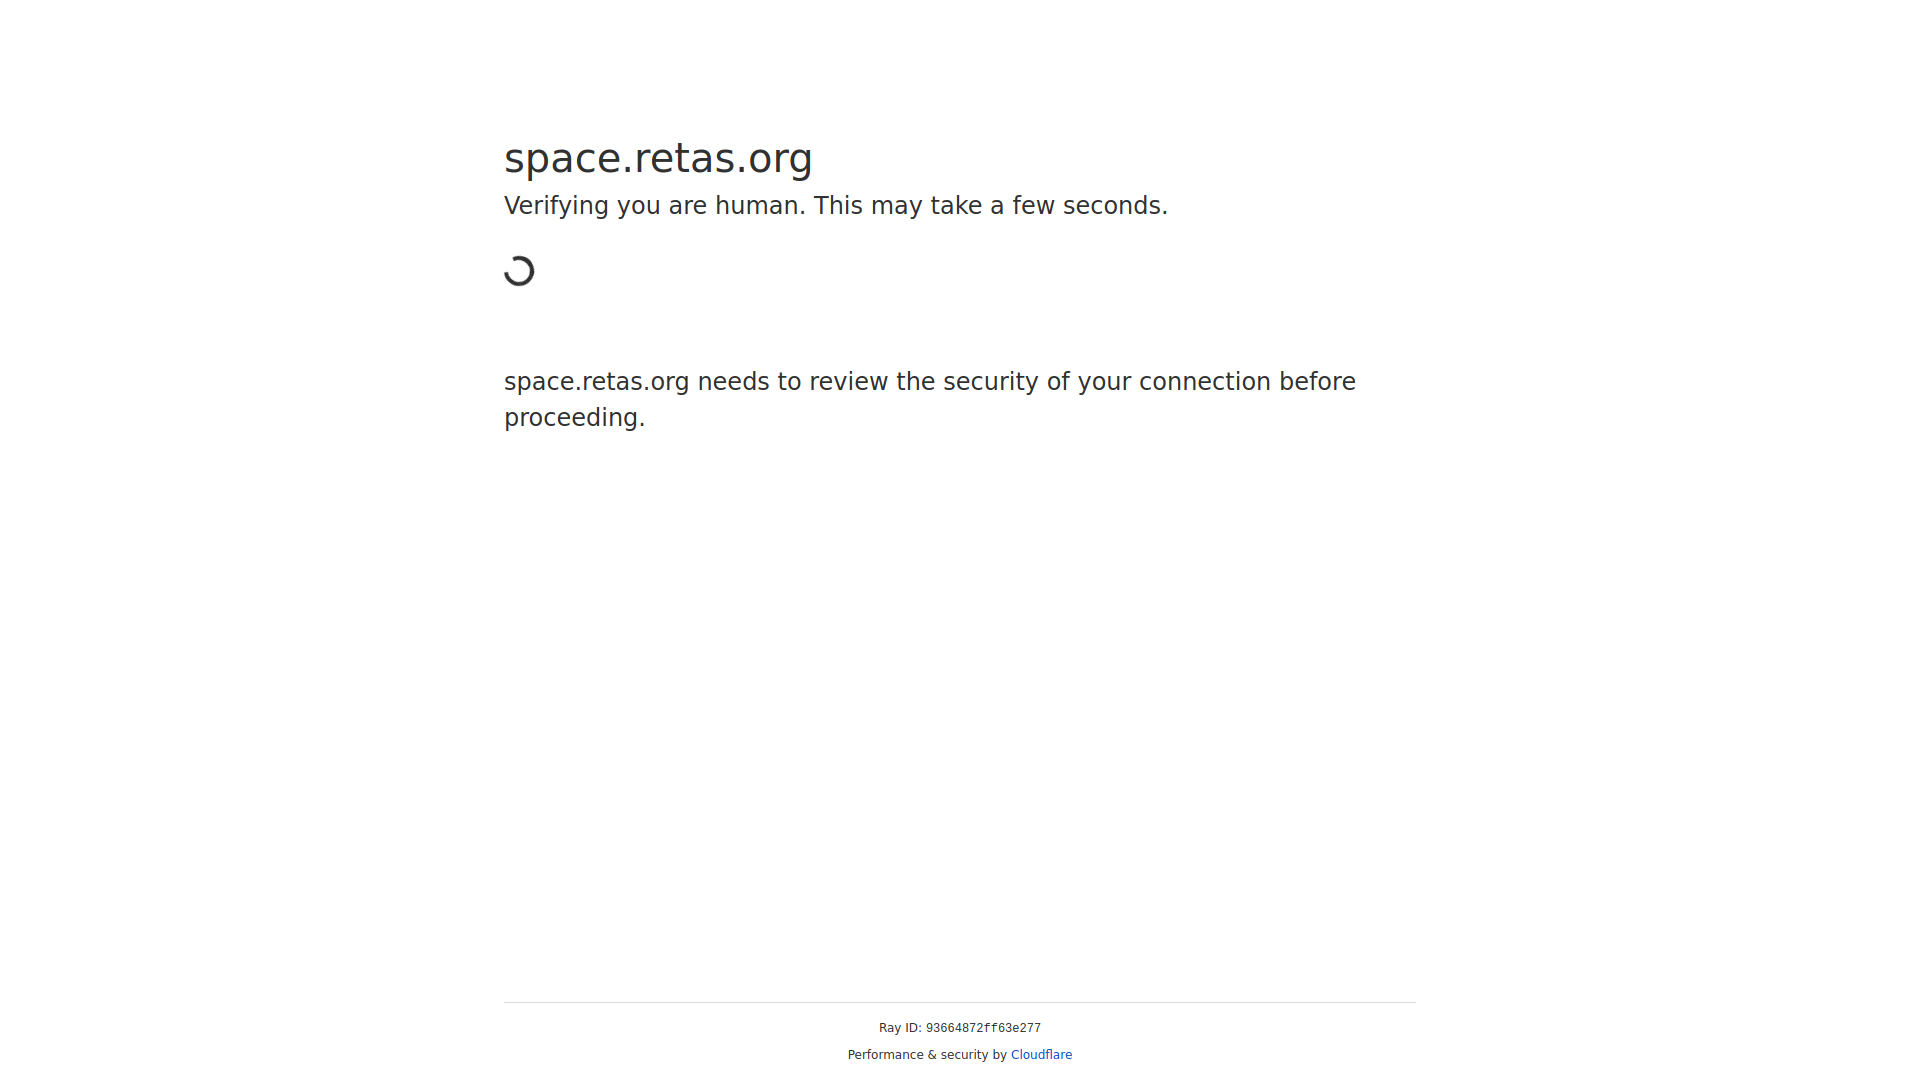 space.retas.org
Verifying you are human. This may take a few seconds.
space.retas.org needs to review the security of your connection before
proceeding.
Ray ID: 93664872ff63e277
Performance & security by Cloudflare